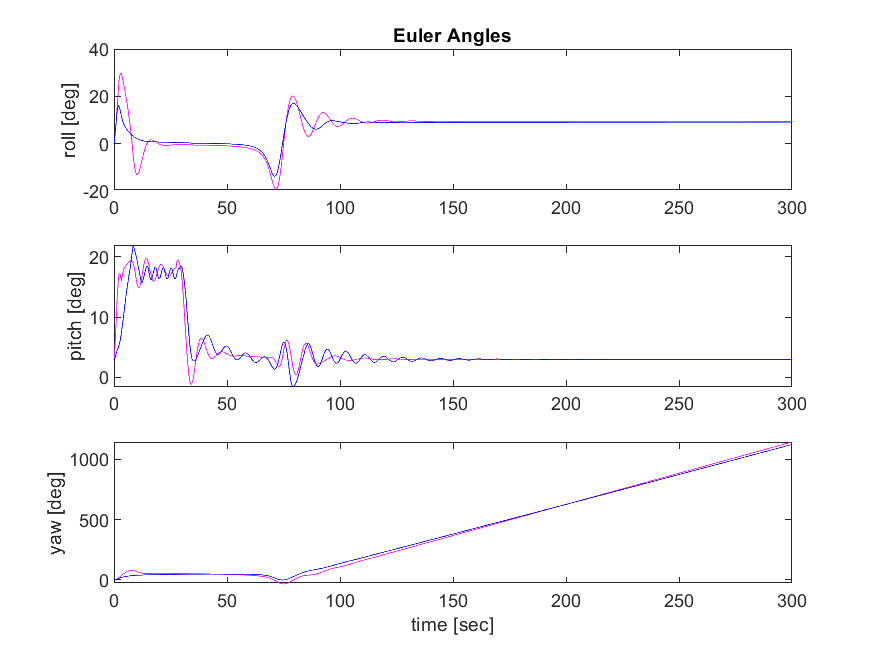 Euler Angles
roll [deg]
40
20
0
-20
0 50 100 150 200 250 300
pitch [deg]
20
10
0
0 50 100 150 200 250 300
yaw [deg]
1000
500
0
0 50 100 150 200 250 300
time [sec]